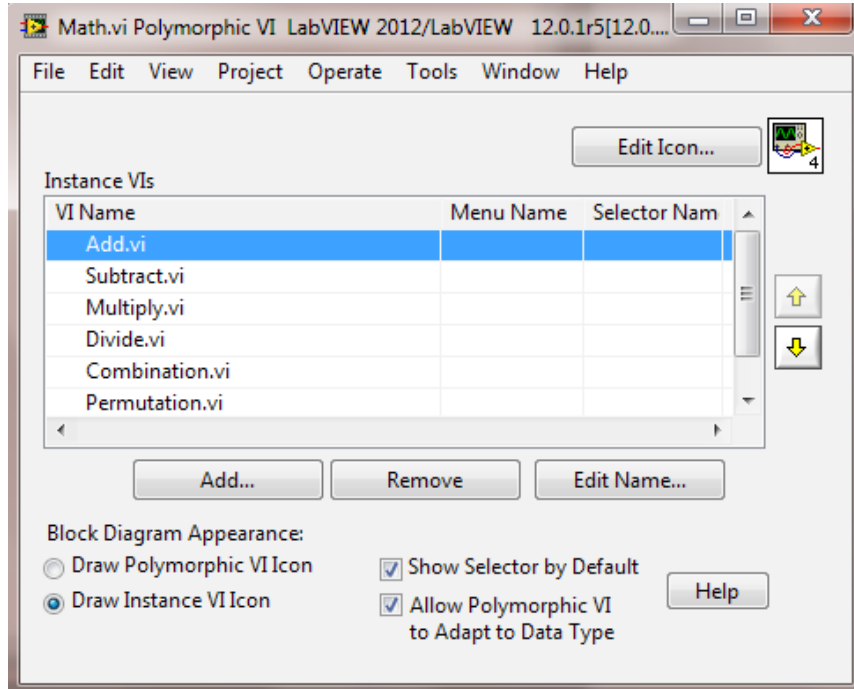 Math.vi Polymorphic VI LabVIEW 2012/LabVIEW 12.0.1r5[12.0....
File Edit View Project Operate Tools Window Help
Edit Icon...
4
Instance VIs
VI Name Menu Name Selector Nam
Add.vi
Subtract.vi
Multiply.vi
Divide.vi
Combination.vi
Permutation.vi
Add... Remove Edit Name...
Block Diagram Appearance:
Draw Polymorphic VI Icon
Draw Instance VI Icon
Show Selector by Default
Allow Polymorphic VI
to Adapt to Data Type
Help